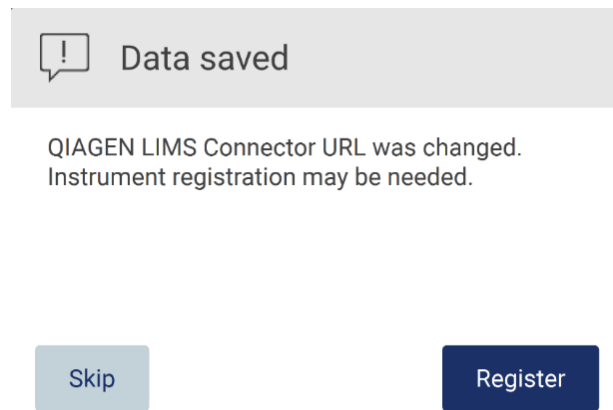 !
Data saved
QIAGEN LIMS Connector URL was changed.
Instrument registration may be needed.
Skip
Register